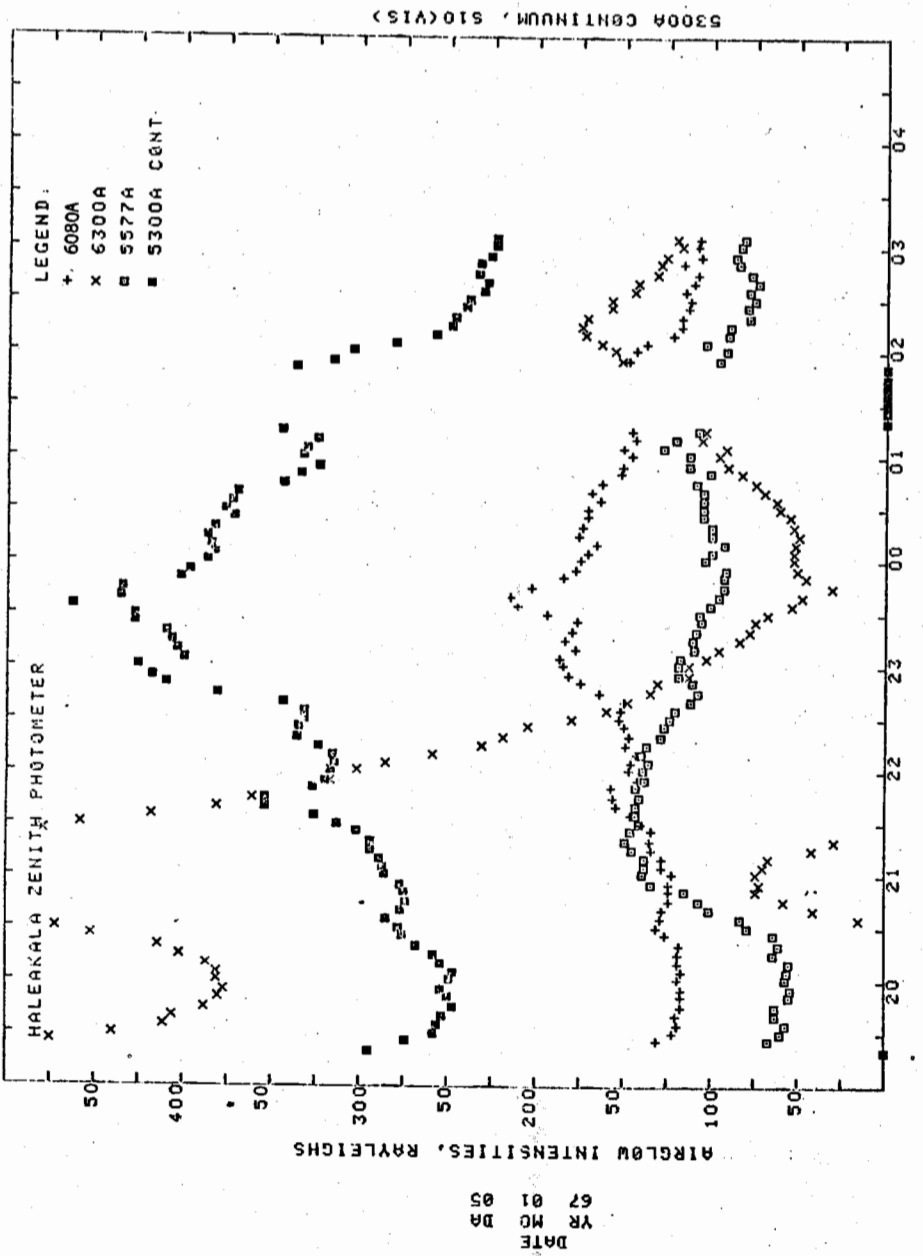 HALEAKALA ZENITH PHOTOMETER
LEGEND:
+, 6080A
× 6300A
5577A
5300A CONT.
5300A CONTINUUM, S10(VIS)
AIRGLOW INTENSITIES, RAYLEIGHS
50
400
50
3000
50
200
50
100
50
20 21 22 23 00 01 02 03 04
DATE
YR MO DA
67 01 05